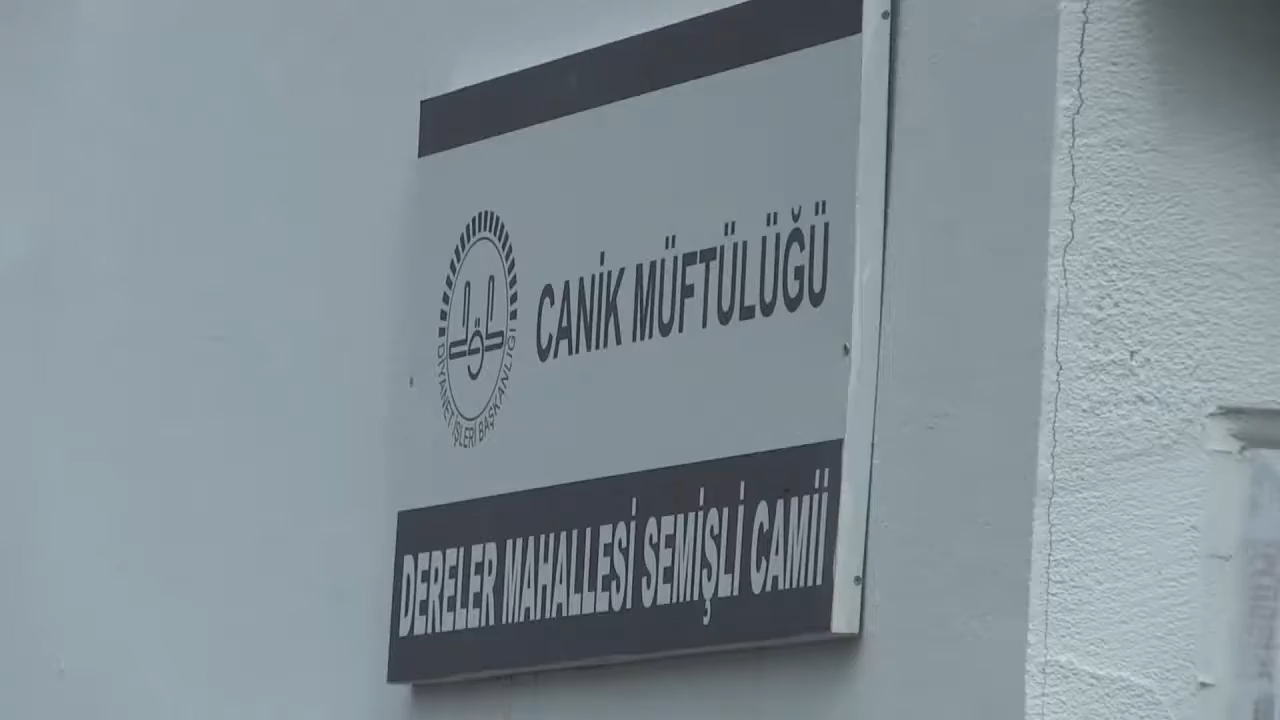 CANİK MÜFTÜLÜĞÜ
DİYANET İŞLERİ BAŞKANLIĞI
DERELER MAHALLESİ SEMİŞLİ CAMİİ